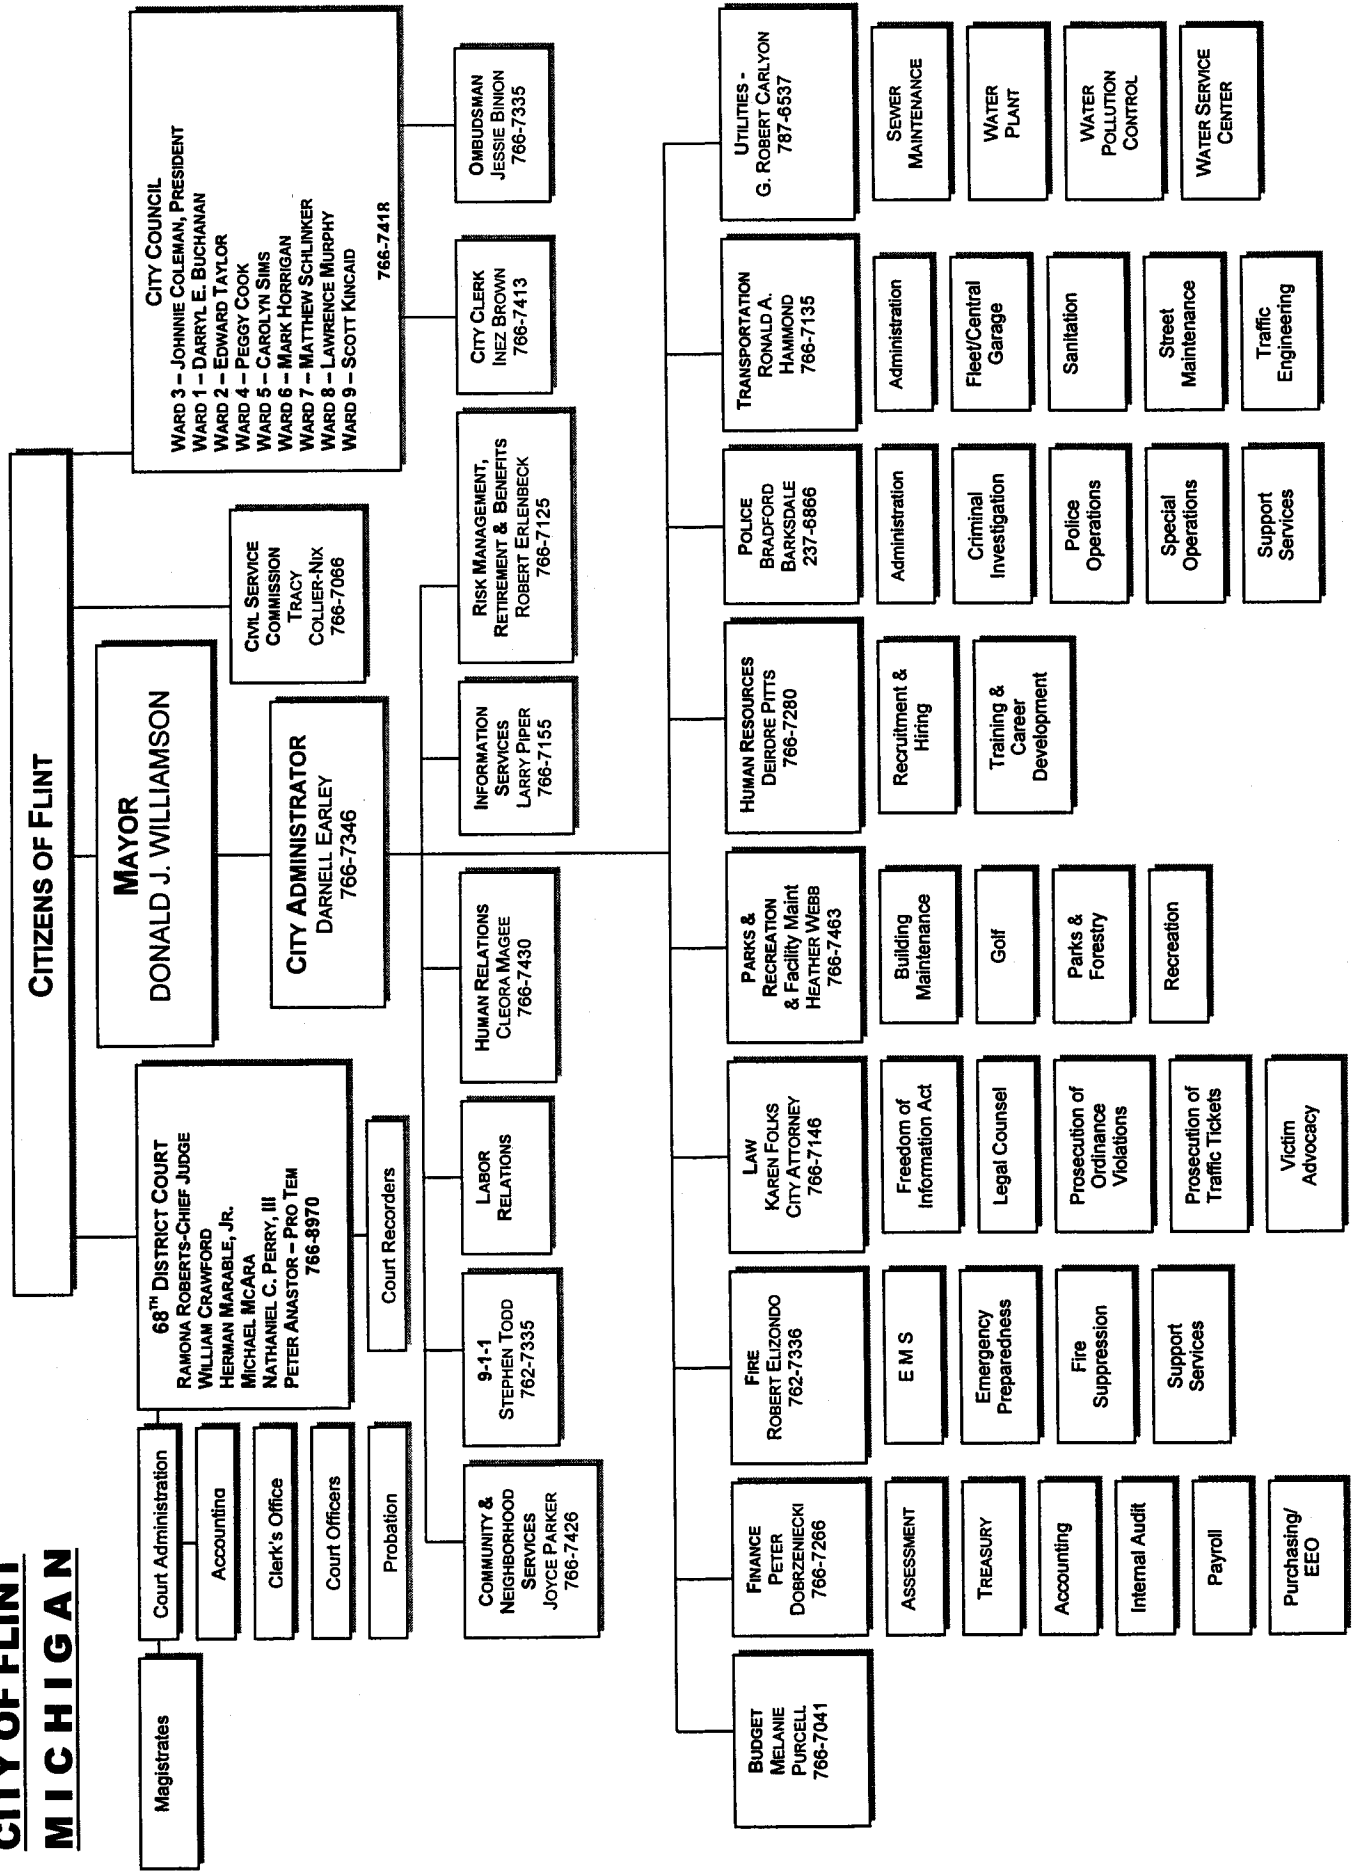 CITY OF FLINT
MICHIGAN
CITIZENS OF FLINT
MAYOR
DONALD J. WILLIAMSON
CITY ADMINISTRATOR
DARNELL EARLEY
766-7346
68TH DISTRICT COURT
RAMONA ROBERTS-CHIEF JUDGE
WILLIAM CRAWFORD
HERMAN MARABLE, JR.
MICHAEL MCARA
NATHANIEL C. PERRY, III
PETER ANASTOR – PRO TEM
766-8970
Magistrates
Court Administration
Accounting
Clerk's Office
Court Officers
Probation
Court Recorders
CIVIL SERVICE
COMMISSION
TRACY
COLLIER-NIX
766-7066
CITY COUNCIL
WARD 3 – JOHNNIE COLEMAN, PRESIDENT
WARD 1 – DARRYL E. BUCHANAN
WARD 2 – EDWARD TAYLOR
WARD 4 – PEGGY COOK
WARD 5 – CAROLYN SIMS
WARD 6 – MARK HORRIGAN
WARD 7 – MATTHEW SCHLINKER
WARD 8 – LAWRENCE MURPHY
WARD 9 – SCOTT KINCAID
766-7418
COMMUNITY &
NEIGHBORHOOD
SERVICES
JOYCE PARKER
766-7426
9-1-1
STEPHEN TODD
762-7335
LABOR
RELATIONS
HUMAN RELATIONS
CLEORA MAGEE
766-7430
INFORMATION
SERVICES
LARRY PIPER
766-7155
RISK MANAGEMENT,
RETIREMENT & BENEFITS
ROBERT ERLENBECK
766-7125
CITY CLERK
INEZ BROWN
766-7413
OMBUDSMAN
JESSIE BINION
766-7335
BUDGET
MELANIE
PURCELL
766-7041
FINANCE
PETER
DOBRZENIECKI
766-7266
ASSESSMENT
TREASURY
Accounting
Internal Audit
Payroll
Purchasing/
EEO
FIRE
ROBERT ELIZONDO
762-7336
E M S
Emergency
Preparedness
Fire
Suppression
Support
Services
LAW
KAREN FOLKS
CITY ATTORNEY
766-7146
Freedom of
Information Act
Legal Counsel
Prosecution of
Ordinance
Violations
Prosecution of
Traffic Tickets
Victim
Advocacy
PARKS &
RECREATION
& Facility Maint
HEATHER WEBB
766-7463
Building
Maintenance
Golf
Parks &
Forestry
Recreation
HUMAN RESOURCES
DEIRDRE PITTS
766-7280
Recruitment &
Hiring
Training &
Career
Development
POLICE
BRADFORD
BARKSDALE
237-6866
Administration
Criminal
Investigation
Police
Operations
Special
Operations
Support
Services
TRANSPORTATION
RONALD A.
HAMMOND
766-7135
Administration
Fleet/Central
Garage
Sanitation
Street
Maintenance
Traffic
Engineering
UTILITIES -
G. ROBERT CARLYON
787-6537
SEWER
MAINTENANCE
WATER
PLANT
WATER
POLLUTION
CONTROL
WATER SERVICE
CENTER